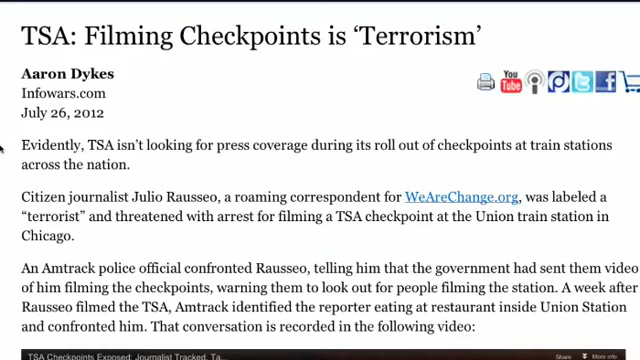 TSA: Filming Checkpoints is ‘Terrorism’
Aaron Dykes
Infowars.com
July 26, 2012
You
Tube
Evidently, TSA isn’t looking for press coverage during its roll out of checkpoints at train stations
across the nation.
Citizen journalist Julio Rausseo, a roaming correspondent for WeAreChange.org, was labeled a
“terrorist” and threatened with arrest for filming a TSA checkpoint at the Union train station in
Chicago.
An Amtrack police official confronted Rausseo, telling him that the government had sent them video
of him filming the checkpoints, warning them to look out for people filming the station. A week after
Rausseo filmed the TSA, Amtrack identified the reporter eating at restaurant inside Union Station
and confronted him. That conversation is recorded in the following video:
TSA Checkpoints Exposed: Journalist Tracked, Ta...
Share
More info